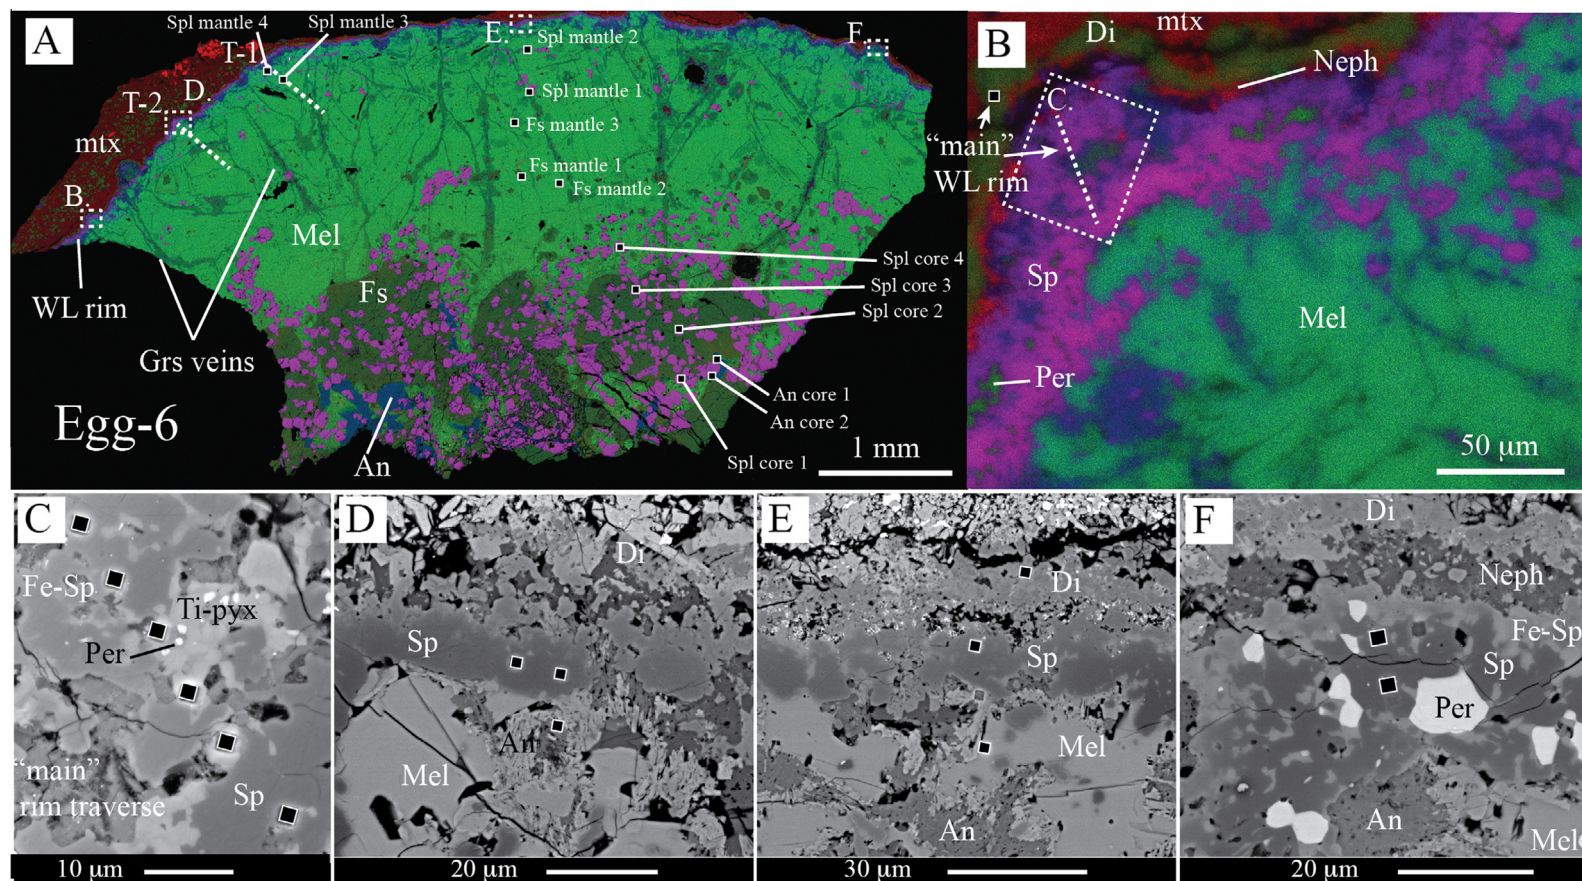 A
Spl mantle 4
Spl mantle 3
T-1.
E.
Spl mantle 2
F.
T-2
D.
Spl mantle 1
mtx
Fs mantle 3
Fs mantle 1
Fs mantle 2
B.
Mel
Spl core 4
WL rim
Fs
Spl core 3
Spl core 2
Grs veins
An core 1
An core 2
Egg-6
An
Spl core 1
1 mm
B
Di
mtx
Neph
C.
“main”
WL rim
Sp
Mel
Per
50 μm
C
Fe-Sp
Ti-pyx
Per
“main”
rim traverse
Sp
10 μm
D
Di
Sp
An
Mel
20 μm
E
Di
Sp
Mel
An
30 μm
F
Di
Neph
Fe-Sp
Sp
Per
An
Mel
20 μm